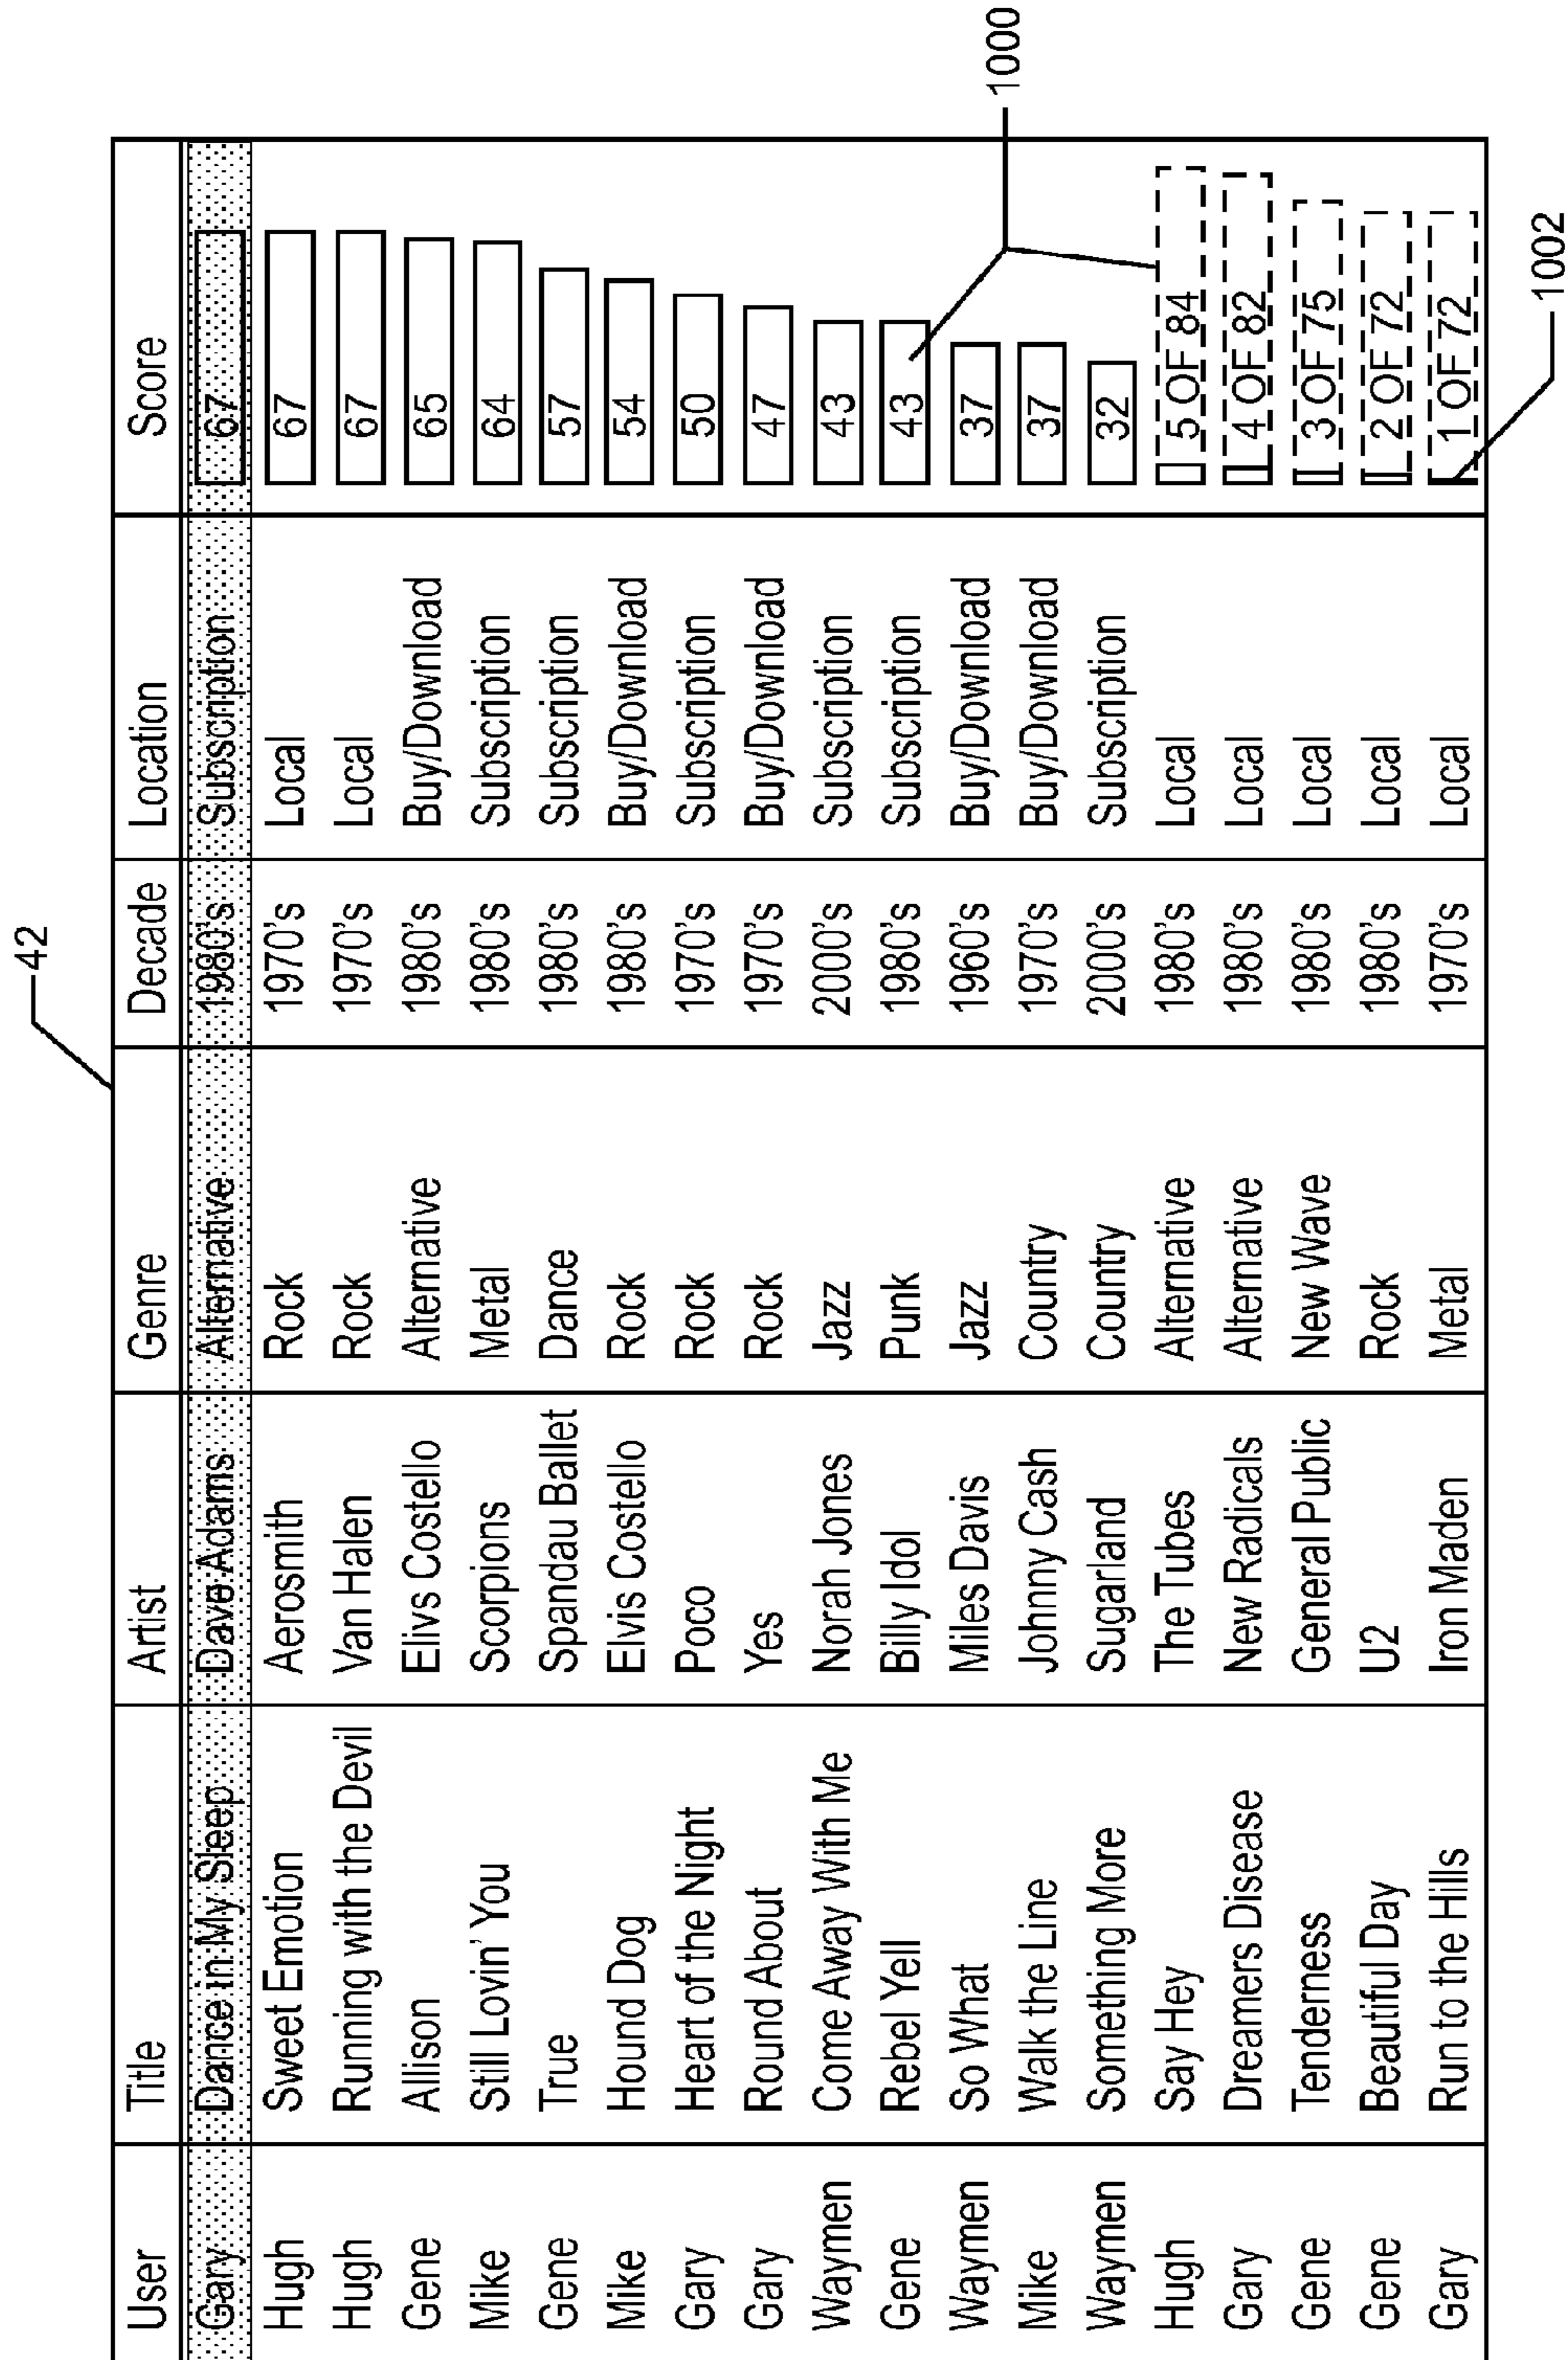 42
User Title Artist Genre Decade Location Score
Gary Dance in My Sleep Dave Adams Alternative 1980's Subscription 67
Hugh Sweet Emotion Aerosmith Rock 1970's Local 67
Hugh Running with the Devil Van Halen Rock 1970's Local 67
Gene Allison Elivs Costello Alternative 1980's Buy/Download 65
Mike Still Lovin' You Scorpions Metal 1980's Subscription 64
Gene True Spandau Ballet Dance 1980's Subscription 57
Mike Hound Dog Elvis Costello Rock 1980's Buy/Download 54
Gary Heart of the Night Poco Rock 1970's Subscription 50
Gary Round About Yes Rock 1970's Buy/Download 47
Waymen Come Away With Me Norah Jones Jazz 2000's Subscription 43
Gene Rebel Yell Billy Idol Punk 1980's Subscription 43
Waymen So What Miles Davis Jazz 1960's Buy/Download 37
Mike Walk the Line Johnny Cash Country 1970's Buy/Download 37
Waymen Something More Sugarland Country 2000's Subscription 32
Hugh Say Hey The Tubes Alternative 1980's Local 5 OF 84
Gary Dreamers Disease New Radicals Alternative 1980's Local 4 OF 82
Gene Tenderness General Public New Wave 1980's Local 3 OF 75
Gene Beautiful Day U2 Rock 1980's Local 2 OF 72
Gary Run to the Hills Iron Maden Metal 1970's Local 1 OF 72
1000
1002